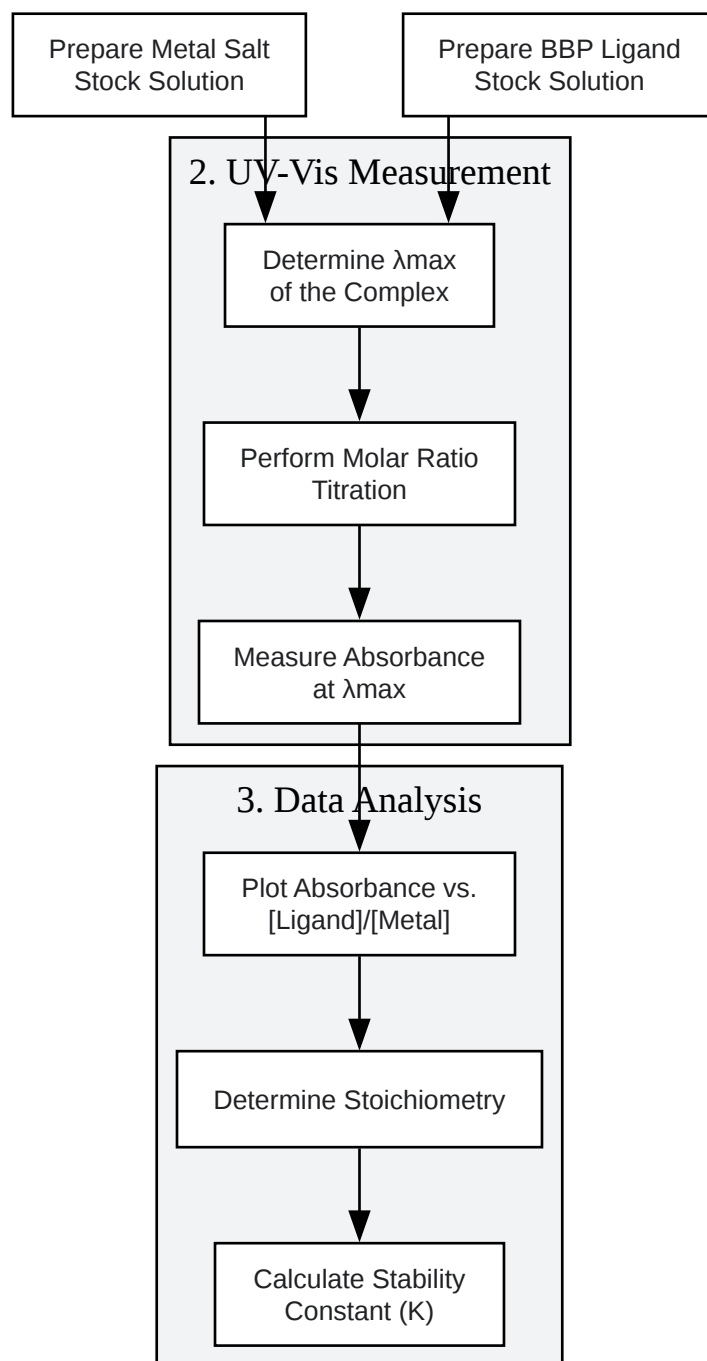 Prepare Metal Salt
Stock Solution
Prepare BBP Ligand
Stock Solution
2. UV-Vis Measurement
Determine λmax
of the Complex
Perform Molar Ratio
Titration
Measure Absorbance
at λmax
3. Data Analysis
Plot Absorbance vs.
[Ligand]/[Metal]
Determine Stoichiometry
Calculate Stability
Constant (K)